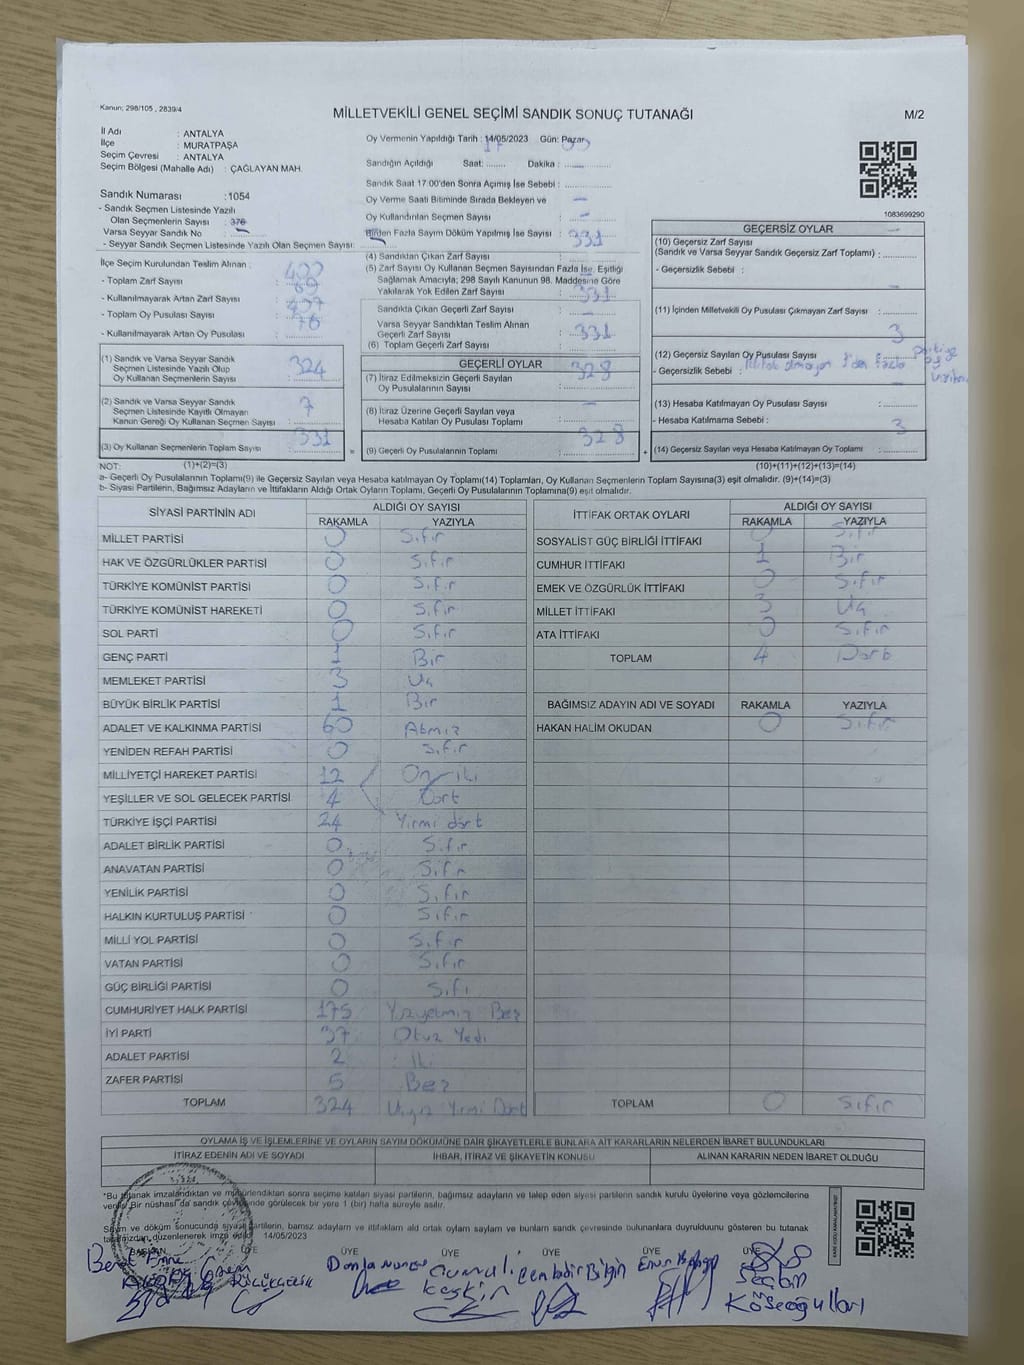 Kanun; 298/105 , 2839/4
MİLLETVEKİLİ GENEL SEÇİMİ SANDIK SONUÇ TUTANAĞI
M/2
İl Adı : ANTALYA
İlçe : MURATPAŞA
Seçim Çevresi : ANTALYA
Seçim Bölgesi (Mahalle Adı) : ÇAĞLAYAN MAH.
Sandık Numarası :1054
- Sandık Seçmen Listesinde Yazılı
Olan Seçmenlerin Sayısı : 376
Varsa Seyyar Sandık No :
- Seyyar Sandık Seçmen Listesinde Yazılı Olan Seçmen Sayısı:
Oy Vermenin Yapıldığı Tarih : 14/05/2023 Gün: Pazar
Sandığın Açıldığı Saat: ....... Dakika : .......
Sandık Saat 17:00'den Sonra Açılmış İse Sebebi :
Oy Verme Saati Bitiminde Sırada Bekleyen ve
Oy Kullandırılan Seçmen Sayısı : -
Birden Fazla Sayım Döküm Yapılmış İse Sayısı :
1083699290
İlçe Seçim Kurulundan Teslim Alınan :
- Toplam Zarf Sayısı : 400
- Kullanılmayarak Artan Zarf Sayısı : 69
- Toplam Oy Pusulası Sayısı : 407
- Kullanılmayarak Artan Oy Pusulası : 76
(1) Sandık ve Varsa Seyyar Sandık
Seçmen Listesinde Yazılı Olup
Oy Kullanan Seçmenlerin Sayısı : 324
(2) Sandık ve Varsa Seyyar Sandık
Seçmen Listesinde Kayıtlı Olmayan
Kanun Gereği Oy Kullanan Seçmen Sayısı : 7
(3) Oy Kullanan Seçmenlerin Toplam Sayısı : 331
(4) Sandıktan Çıkan Zarf Sayısı : 331
(5) Zarf Sayısı Oy Kullanan Seçmen Sayısından Fazla İse, Eşitliği
Sağlamak Amacıyla; 298 Sayılı Kanunun 98. Maddesine Göre
Yakılarak Yok Edilen Zarf Sayısı : -
Sandıkta Çıkan Geçerli Zarf Sayısı : 331
Varsa Seyyar Sandıktan Teslim Alınan
Geçerli Zarf Sayısı :
(6) Toplam Geçerli Zarf Sayısı : 331
GEÇERLİ OYLAR
(7) İtiraz Edilmeksizin Geçerli Sayılan
Oy Pusulalarının Sayısı : 328
(8) İtiraz Üzerine Geçerli Sayılan veya
Hesaba Katılan Oy Pusulası Toplamı : -
(9) Geçerli Oy Pusulalarının Toplamı : 328
GEÇERSİZ OYLAR
(10) Geçersiz Zarf Sayısı
(Sandık ve Varsa Seyyar Sandık Geçersiz Zarf Toplamı) : -
- Geçersizlik Sebebi :
(11) İçinden Milletvekili Oy Pusulası Çıkmayan Zarf Sayısı : -
(12) Geçersiz Sayılan Oy Pusulası Sayısı : 3
- Geçersizlik Sebebi : ittifak olmayan 1'den fazla partiye oy
(13) Hesaba Katılmayan Oy Pusulası Sayısı : -
- Hesaba Katılmama Sebebi :
(14) Geçersiz Sayılan veya Hesaba Katılmayan Oy Toplamı : 3
NOT: (1)+(2)=(3)
(10)+(11)+(12)+(13)=(14)
a- Geçerli Oy Pusulalarının Toplamı(9) ile Geçersiz Sayılan veya Hesaba katılmayan Oy Toplamı(14) Toplamları, Oy Kullanan Seçmenlerin Toplam Sayısına(3) eşit olmalıdır. (9)+(14)=(3)
b- Siyasi Partilerin, Bağımsız Adayların ve İttifakların Aldığı Ortak Oyların Toplamı, Geçerli Oy Pusulalarının Toplamına(9) eşit olmalıdır.
SİYASİ PARTİNİN ADI ALDIĞI OY SAYISI
RAKAMLA YAZIYLA
MİLLET PARTİSİ 0 Sıfır
HAK VE ÖZGÜRLÜKLER PARTİSİ 0 Sıfır
TÜRKİYE KOMÜNİST PARTİSİ 0 Sıfır
TÜRKİYE KOMÜNİST HAREKETİ 0 Sıfır
SOL PARTİ 0 Sıfır
GENÇ PARTİ 1 Bir
MEMLEKET PARTİSİ 3 Üç
BÜYÜK BİRLİK PARTİSİ 1 Bir
ADALET VE KALKINMA PARTİSİ 60 Atmış
YENİDEN REFAH PARTİSİ 0 Sıfır
MİLLİYETÇİ HAREKET PARTİSİ 12 On iki
YEŞİLLER VE SOL GELECEK PARTİSİ 4 Dört
TÜRKİYE İŞÇİ PARTİSİ 24 Yirmi dört
ADALET BİRLİK PARTİSİ 0 Sıfır
ANAVATAN PARTİSİ 0 Sıfır
YENİLİK PARTİSİ 0 Sıfır
HALKIN KURTULUŞ PARTİSİ 0 Sıfır
MİLLİ YOL PARTİSİ 0 Sıfır
VATAN PARTİSİ 0 Sıfır
GÜÇ BİRLİĞİ PARTİSİ 0 Sıfı
CUMHURİYET HALK PARTİSİ 175 Yüzyetmiş Beş
İYİ PARTİ 37 Otuz Yedi
ADALET PARTİSİ 2 İki
ZAFER PARTİSİ 5 Beş
TOPLAM 324 Üçyüz Yirmi Dört
İTTİFAK ORTAK OYLARI ALDIĞI OY SAYISI
RAKAMLA YAZIYLA
SOSYALİST GÜÇ BİRLİĞİ İTTİFAKI 0 Sıfır
CUMHUR İTTİFAKI 1 Bir
EMEK VE ÖZGÜRLÜK İTTİFAKI 0 Sıfır
MİLLET İTTİFAKI 3 Üç
ATA İTTİFAKI 0 Sıfır
TOPLAM 4 Dört
BAĞIMSIZ ADAYIN ADI VE SOYADI RAKAMLA YAZIYLA
HAKAN HALİM OKUDAN 0 Sıfır
TOPLAM 0 Sıfır
OYLAMA İŞ VE İŞLEMLERİNE VE OYLARIN SAYIM DÖKÜMÜNE DAİR ŞİKAYETLERLE BUNLARA AİT KARARLARIN NELERDEN İBARET BULUNDUKLARI
İTİRAZ EDENİN ADI VE SOYADI İHBAR, İTİRAZ VE ŞİKAYETİN KONUSU ALINAN KARARIN NEDEN İBARET OLDUĞU
*Bu tutanak imzalandıktan ve mühürlendikten sonra seçime katılan siyasi partilerin, bağımsız adayların ve talep eden siyasi partilerin sandık kurulu üyelerine veya gözlemcilerine
verilir. Bir nüshası da sandık çevresinde görülecek bir yere 1 (bir) hafta süreyle asılır.
Sayım ve döküm sonucunda siyasi partilerin, bamsz adayların ve ittifaklam ald ortak oylam saylam ve bunlam sandk çevresinde bulunanlara duyrulduunu gösteren bu tutanak
tarafmzdan düzenlenerek imza edildi. 14/05/2023
BAŞKAN ÜYE ÜYE ÜYE ÜYE ÜYE ÜYE
Keskin
Bilgin
Köseoğulları